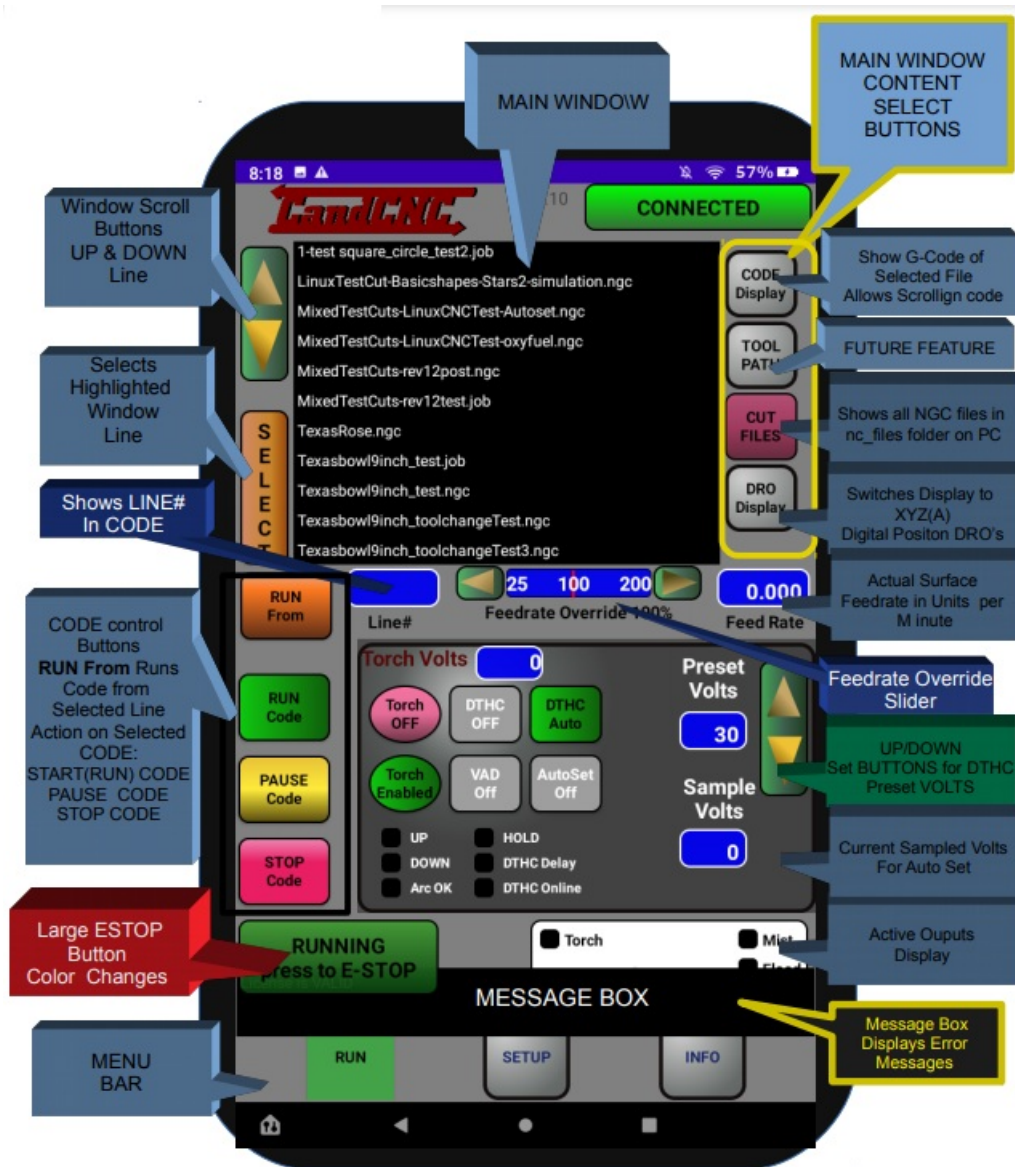 MAIN WINDO\W
MAIN WINDOW
CONTENT
SELECT
BUTTONS
8:18
57%
CandCNC
10
CONNECTED
Window Scroll
Buttons
UP & DOWN
Line
1-test square_circle_test2.job
LinuxTestCut-Basicshapes-Stars2-simulation.ngc
MixedTestCuts-LinuxCNCTest-Autoset.ngc
MixedTestCuts-LinuxCNCTest-oxyfuel.ngc
MixedTestCuts-rev12post.ngc
MixedTestCuts-rev12test.job
TexasRose.ngc
Texasbowl9inch_test.job
Texasbowl9inch_test.ngc
Texasbowl9inch_toolchangeTest.ngc
Texasbowl9inch_toolchangeTest3.ngc
CODE
Display
TOOL
PATH
CUT
FILES
DRO
Display
Show G-Code of
Selected File
Allows Scrollign code
FUTURE FEATURE
Shows all NGC files in
nc_files folder on PC
Switches Display to
XYZ(A)
Digital Positon DRO's
Selects
Highlighted
Window
Line
SELECT
Shows LINE#
In CODE
Line#
25 100 200
Feedrate Override 100%
0.000
Feed Rate
Actual Surface
Feedrate in Units per
M inute
Feedrate Override
Slider
CODE control
Buttons
RUN From Runs
Code from
Selected Line
Action on Selected
CODE:
START(RUN) CODE
PAUSE CODE
STOP CODE
RUN
From
RUN
Code
PAUSE
Code
STOP
Code
Torch Volts
0
Torch
OFF
DTHC
OFF
DTHC
Auto
Torch
Enabled
VAD
Off
AutoSet
Off
UP
DOWN
Arc OK
HOLD
DTHC Delay
DTHC Online
Preset
Volts
30
Sample
Volts
0
UP/DOWN
Set BUTTONS for DTHC
Preset VOLTS
Current Sampled Volts
For Auto Set
Large ESTOP
Button
Color Changes
RUNNING
press to E-STOP
Torch
Mist
Active Ouputs
Display
MESSAGE BOX
Message Box
Displays Error
Messages
MENU
BAR
RUN
SETUP
INFO